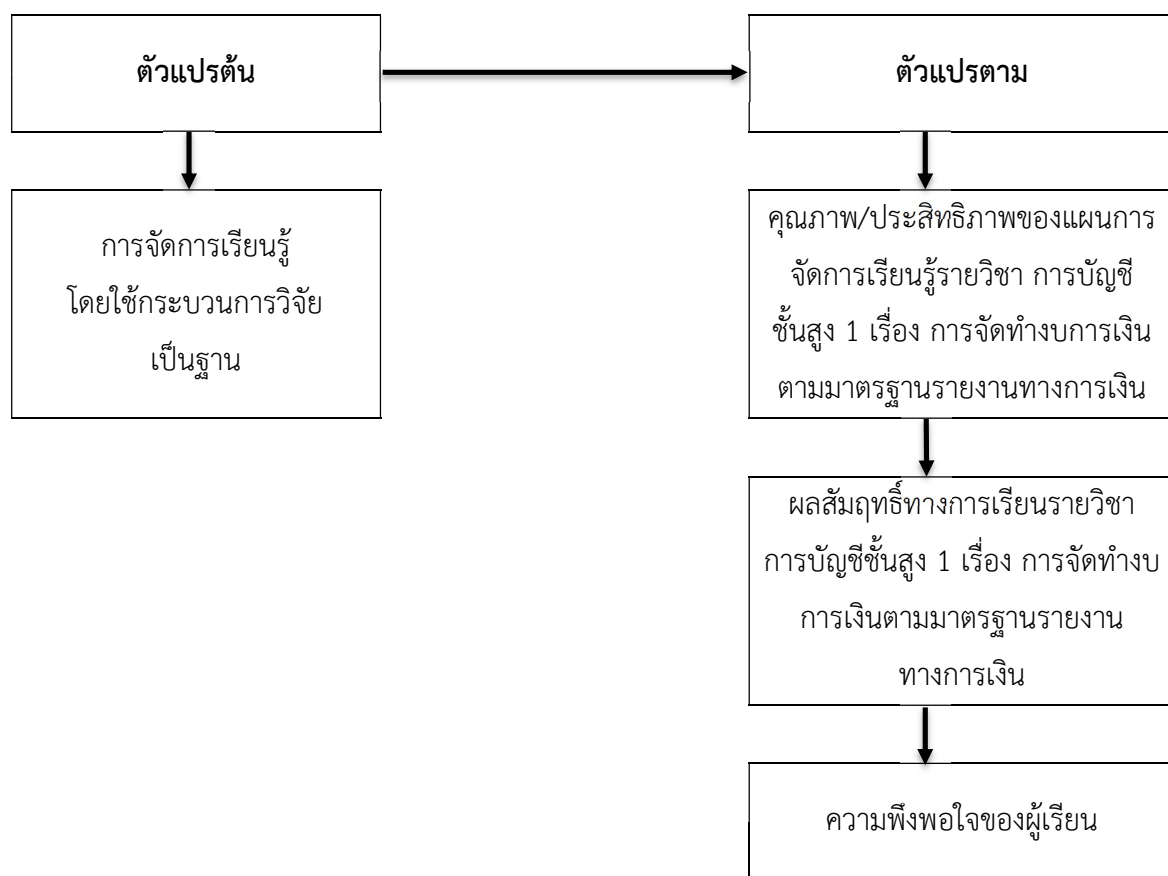 ตัวแปรต้น
ตัวแปรตาม
การจัดการเรียนรู้
โดยใช้กระบวนการวิจัย
เป็นฐาน
คุณภาพ/ประสิทธิภาพของแผนการ
จัดการเรียนรู้รายวิชา การบัญชี
ชั้นสูง 1 เรื่อง การจัดทำงบการเงิน
ตามมาตรฐานรายงานทางการเงิน
ผลสัมฤทธิ์ทางการเรียนรายวิชา
การบัญชีชั้นสูง 1 เรื่อง การจัดทำงบ
การเงินตามมาตรฐานรายงาน
ทางการเงิน
ความพึงพอใจของผู้เรียน